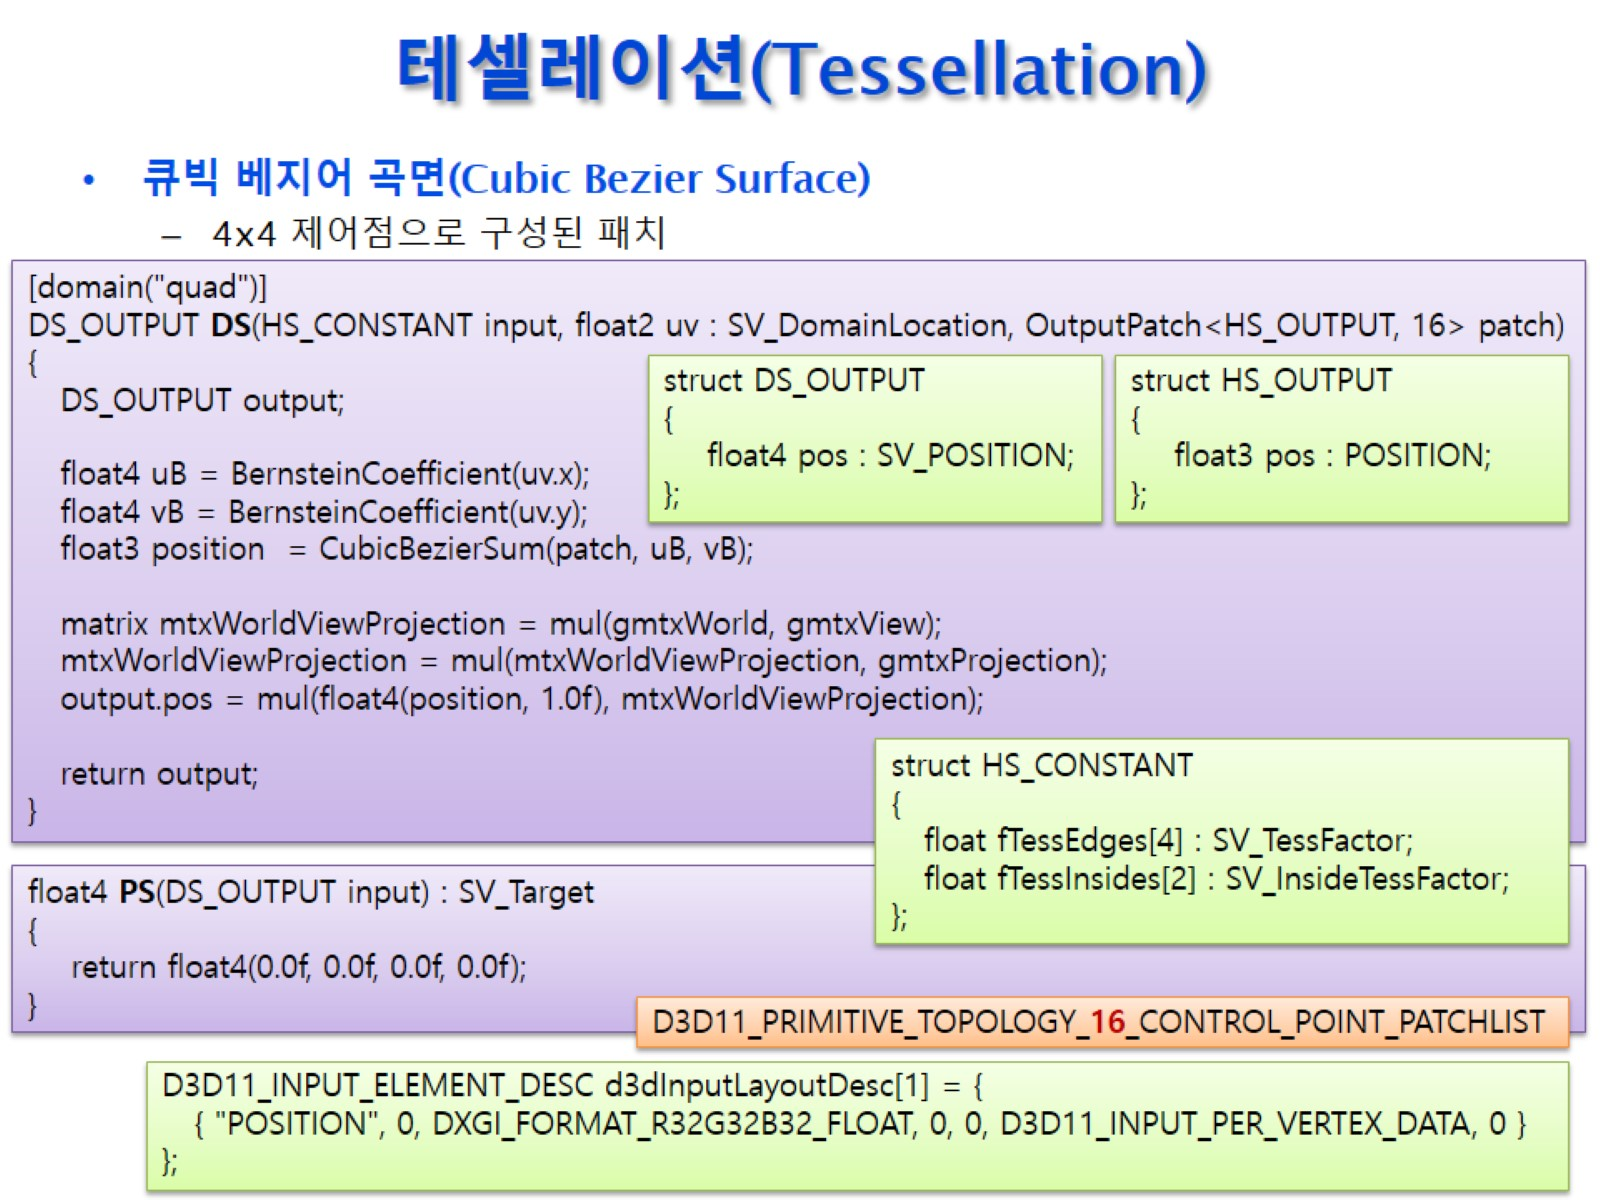 테셀레이션(Tessellation)
• 큐빅 베지어 곡면(Cubic Bezier Surface)
– 4x4 제어점으로 구성된 패치
[domain("quad")]
DS_OUTPUT DS(HS_CONSTANT input, float2 uv : SV_DomainLocation, OutputPatch<HS_OUTPUT, 16> patch)
{
DS_OUTPUT output;
float4 uB = BernsteinCoefficient(uv.x);
float4 vB = BernsteinCoefficient(uv.y);
float3 position = CubicBezierSum(patch, uB, vB);
matrix mtxWorldViewProjection = mul(gmtxWorld, gmtxView);
mtxWorldViewProjection = mul(mtxWorldViewProjection, gmtxProjection);
output.pos = mul(float4(position, 1.0f), mtxWorldViewProjection);
return output;
}
struct DS_OUTPUT
{
float4 pos : SV_POSITION;
};
struct HS_OUTPUT
{
float3 pos : POSITION;
};
struct HS_CONSTANT
{
float fTessEdges[4] : SV_TessFactor;
float fTessInsides[2] : SV_InsideTessFactor;
};
float4 PS(DS_OUTPUT input) : SV_Target
{
return float4(0.0f, 0.0f, 0.0f, 0.0f);
}
D3D11_PRIMITIVE_TOPOLOGY_16_CONTROL_POINT_PATCHLIST
D3D11_INPUT_ELEMENT_DESC d3dInputLayoutDesc[1] = {
{ "POSITION", 0, DXGI_FORMAT_R32G32B32_FLOAT, 0, 0, D3D11_INPUT_PER_VERTEX_DATA, 0 }
};